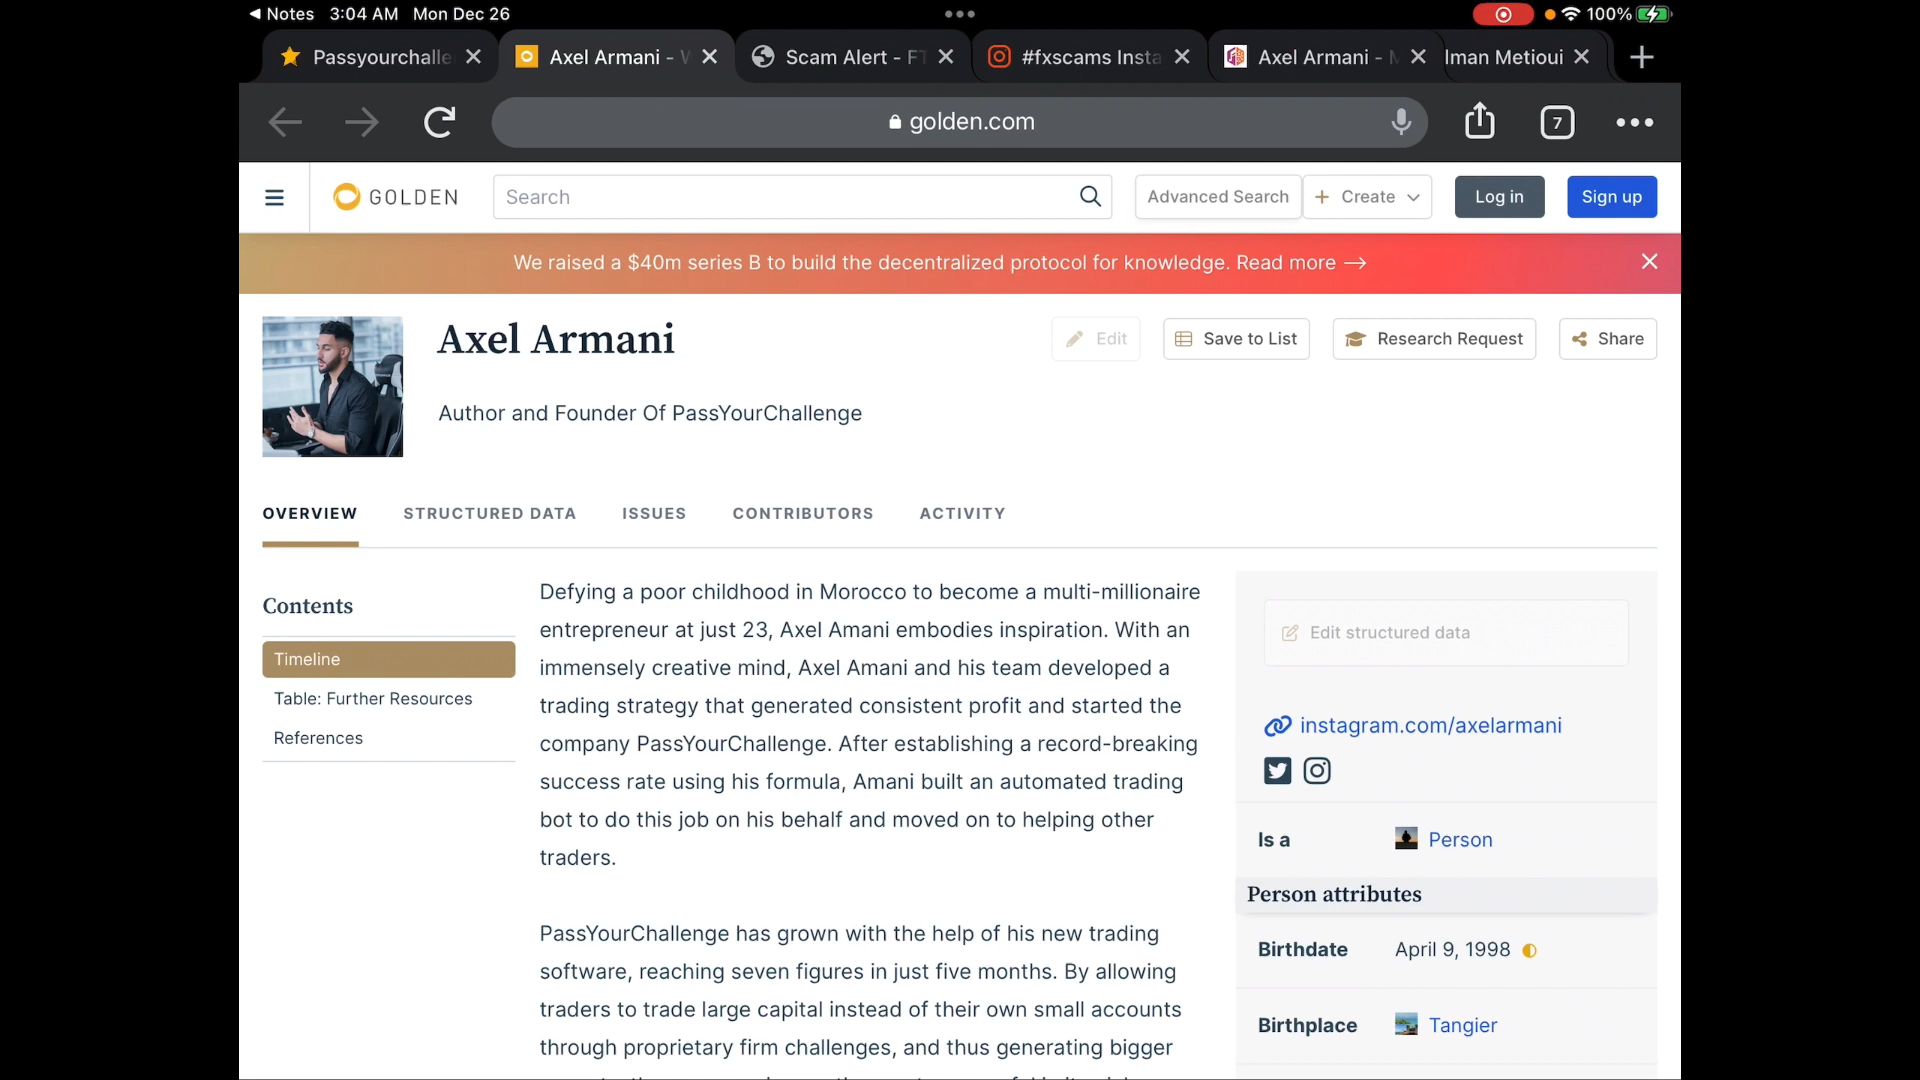 Notes 3:04 AM Mon Dec 26
100%
Passyourchalle
Axel Armani - W
Scam Alert - FT
#fxscams Insta
Axel Armani - M
Iman Metioui
golden.com
7
GOLDEN
Search
Advanced Search
+ Create
Log in
Sign up
We raised a $40m series B to build the decentralized protocol for knowledge. Read more →
Axel Armani
Edit
Save to List
Research Request
Share
Author and Founder Of PassYourChallenge
OVERVIEW
STRUCTURED DATA
ISSUES
CONTRIBUTORS
ACTIVITY
Contents
Timeline
Table: Further Resources
References
Defying a poor childhood in Morocco to become a multi-millionaire
entrepreneur at just 23, Axel Amani embodies inspiration. With an
immensely creative mind, Axel Amani and his team developed a
trading strategy that generated consistent profit and started the
company PassYourChallenge. After establishing a record-breaking
success rate using his formula, Amani built an automated trading
bot to do this job on his behalf and moved on to helping other
traders.
PassYourChallenge has grown with the help of his new trading
software, reaching seven figures in just five months. By allowing
traders to trade large capital instead of their own small accounts
through proprietary firm challenges, and thus generating bigger
Edit structured data
instagram.com/axelarmani
Is a
Person
Person attributes
Birthdate
April 9, 1998
Birthplace
Tangier